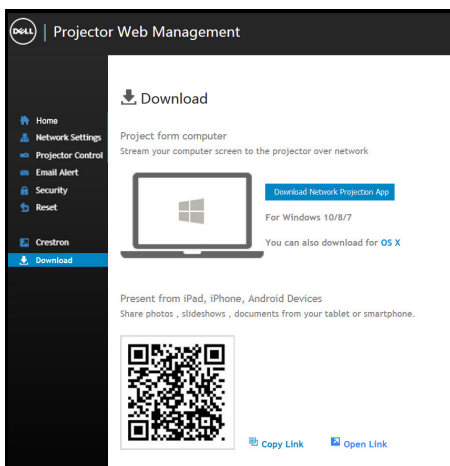 DELL | Projector Web Management
Home
Network Settings
Projector Control
Email Alert
Security
Reset
Crestron
Download
Download
Project form computer
Stream your computer screen to the projector over network
Download Network Projection App
For Windows 10/8/7
You can also download for OS X
Present from iPad, iPhone, Android Devices
Share photos , slideshows , documents from your tablet or smartphone.
Copy Link
Open Link